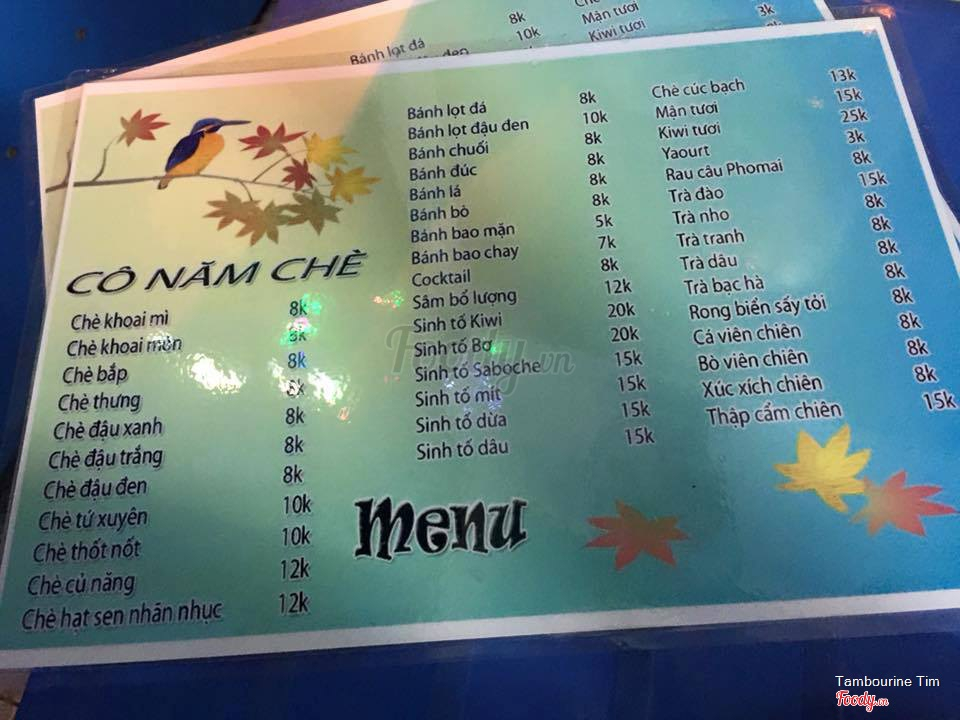 Bánh lọt đá 8k
đen 10k
Mận tươi
Kiwi tươi 3k
CÔ NĂM CHÈ
Chè khoai mì 8k
Chè khoai môn 8k
Chè bắp 8k
Chè thưng 8k
Chè đậu xanh 8k
Chè đậu trắng 8k
Chè đậu đen 8k
Chè tứ xuyên 10k
Chè thốt nốt 10k
Chè củ năng 12k
Chè hạt sen nhãn nhục 12k
Bánh lọt đá 8k
Bánh lọt đậu đen 10k
Bánh chuối 8k
Bánh đúc 8k
Bánh lá 8k
Bánh bò 8k
Bánh bao mặn 5k
Bánh bao chay 7k
Cocktail 8k
Sâm bổ lượng 12k
Sinh tố Kiwi 20k
Sinh tố Bơ 20k
Sinh tố Saboche 15k
Sinh tố mít 15k
Sinh tố dừa 15k
Sinh tố dâu 15k
Chè cúc bạch 13k
Mận tươi 15k
Kiwi tươi 25k
Yaourt 3k
Rau câu Phomai 8k
Trà đào 15k
Trà nho 8k
Trà tranh 8k
Trà dâu 8k
Trà bạc hà 8k
Rong biển sấy tỏi 8k
Cá viên chiên 8k
Bò viên chiên 8k
Xúc xích chiên 8k
Thập cẩm chiên 15k
Menu
Foody.vn
Tambourine Tim
Foody.vn